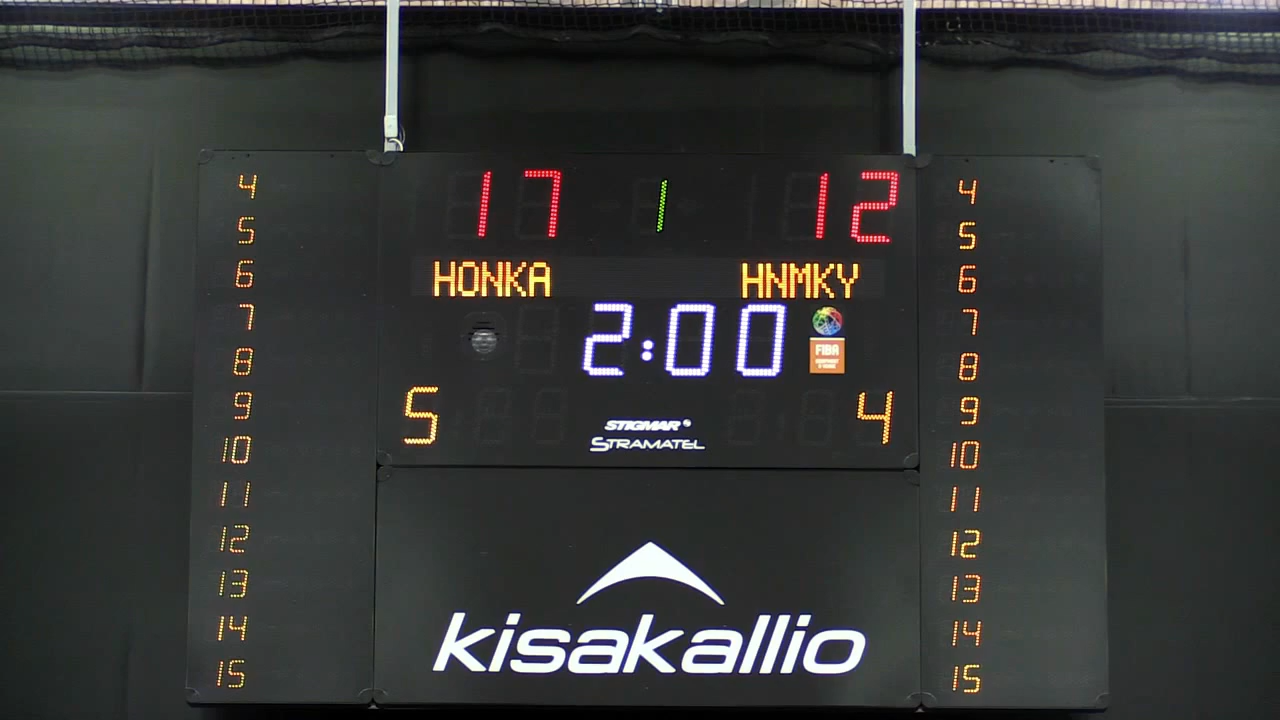 17 1 12
HONKA HNMKY
2:00
FIBA
5 4
STIGMAR
STRAMATEL
kisakallio
4 4
5 5
6 6
7 7
8 8
9 9
10 10
11 11
12 12
13 13
14 14
15 15